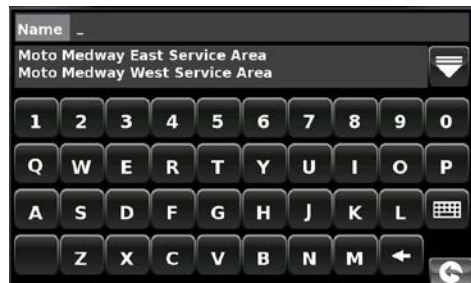 Name _
Moto Medway East Service Area
Moto Medway West Service Area
1 2 3 4 5 6 7 8 9 0
Q W E R T Y U I O P
A S D F G H J K L
Z X C V B N M